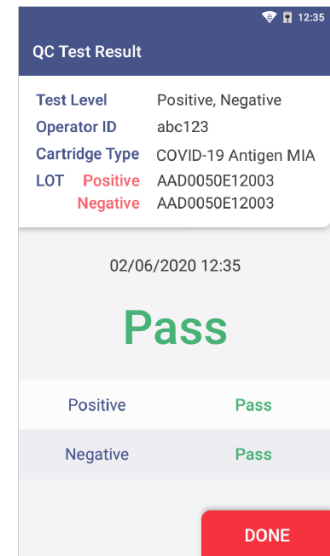 12:35
QC Test Result
Test Level Positive, Negative
Operator ID abc123
Cartridge Type COVID-19 Antigen MIA
LOT Positive AAD0050E12003
Negative AAD0050E12003
02/06/2020 12:35
Pass
Positive Pass
Negative Pass
DONE